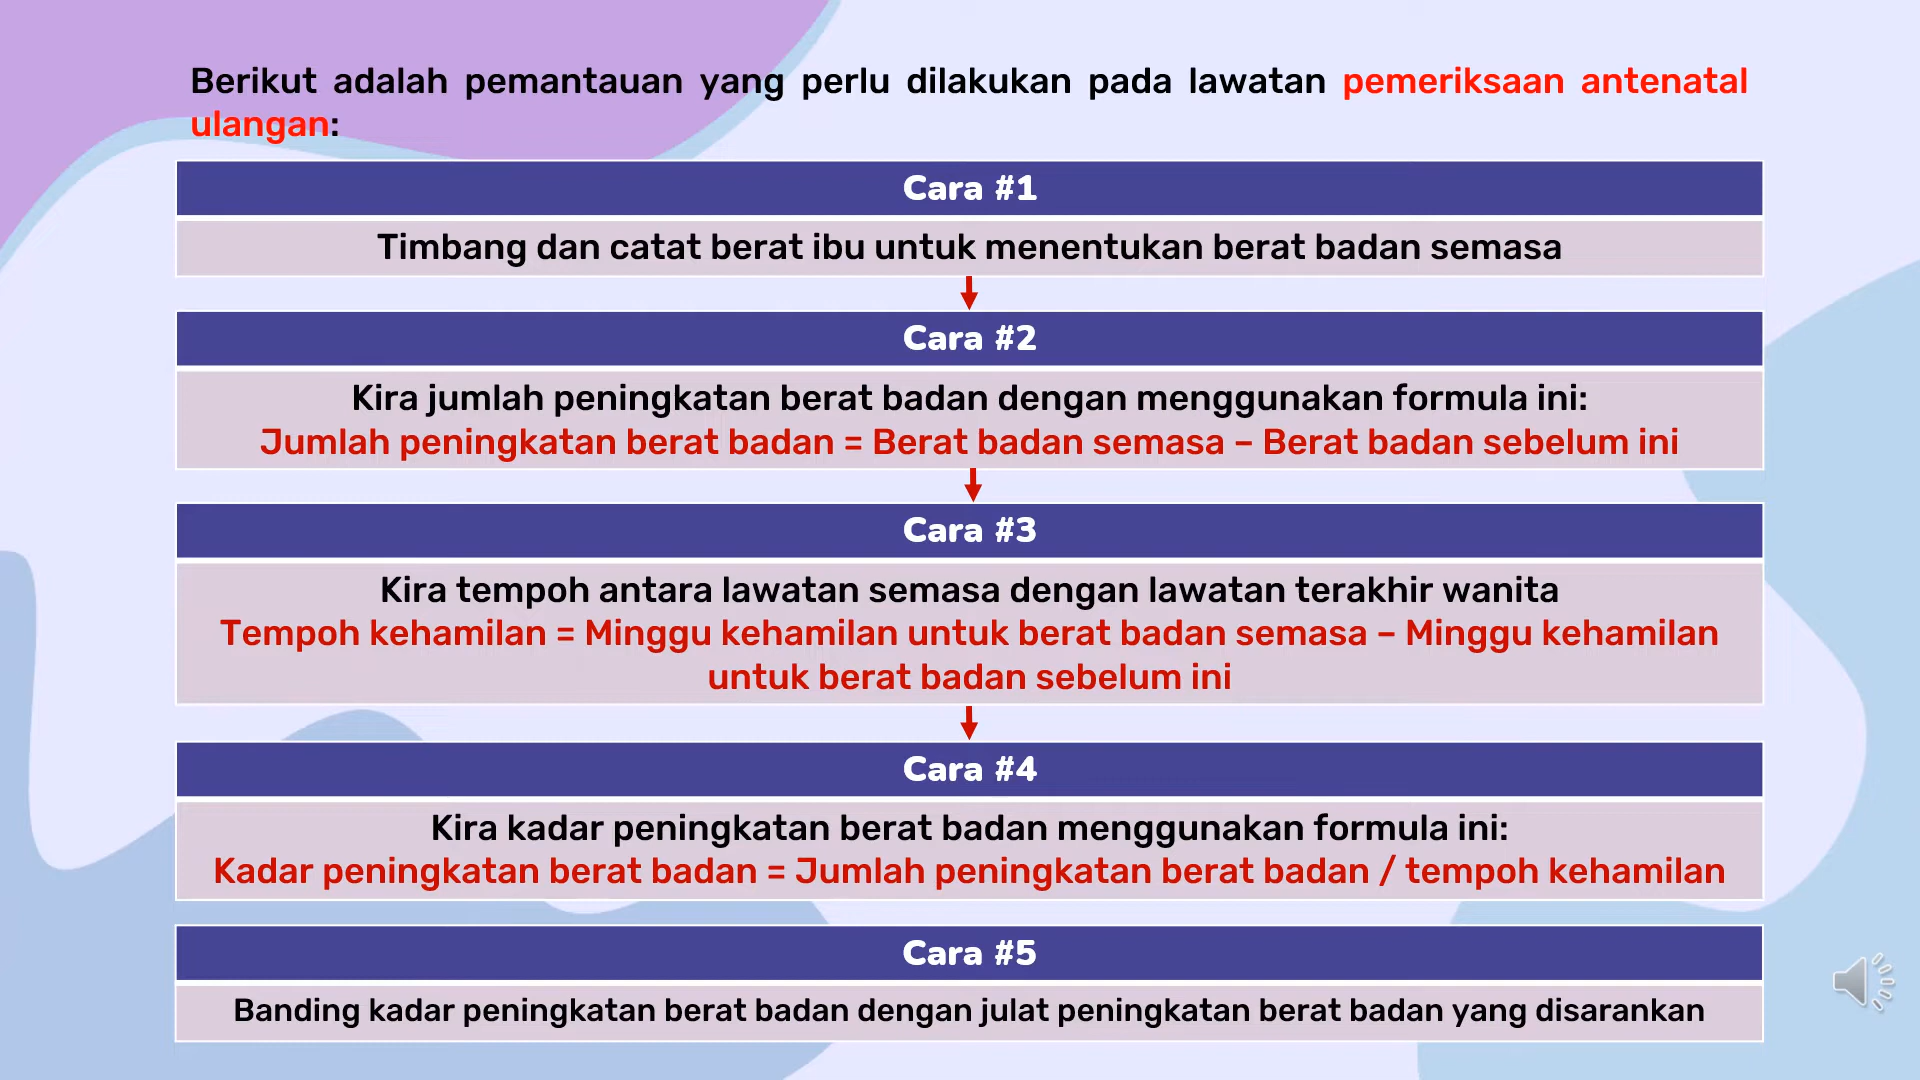 Berikut adalah pemantauan yang perlu dilakukan pada lawatan pemeriksaan antenatal
ulangan:
Cara #1
Timbang dan catat berat ibu untuk menentukan berat badan semasa
Cara #2
Kira jumlah peningkatan berat badan dengan menggunakan formula ini:
Jumlah peningkatan berat badan = Berat badan semasa – Berat badan sebelum ini
Cara #3
Kira tempoh antara lawatan semasa dengan lawatan terakhir wanita
Tempoh kehamilan = Minggu kehamilan untuk berat badan semasa – Minggu kehamilan
untuk berat badan sebelum ini
Cara #4
Kira kadar peningkatan berat badan menggunakan formula ini:
Kadar peningkatan berat badan = Jumlah peningkatan berat badan / tempoh kehamilan
Cara #5
Banding kadar peningkatan berat badan dengan julat peningkatan berat badan yang disarankan